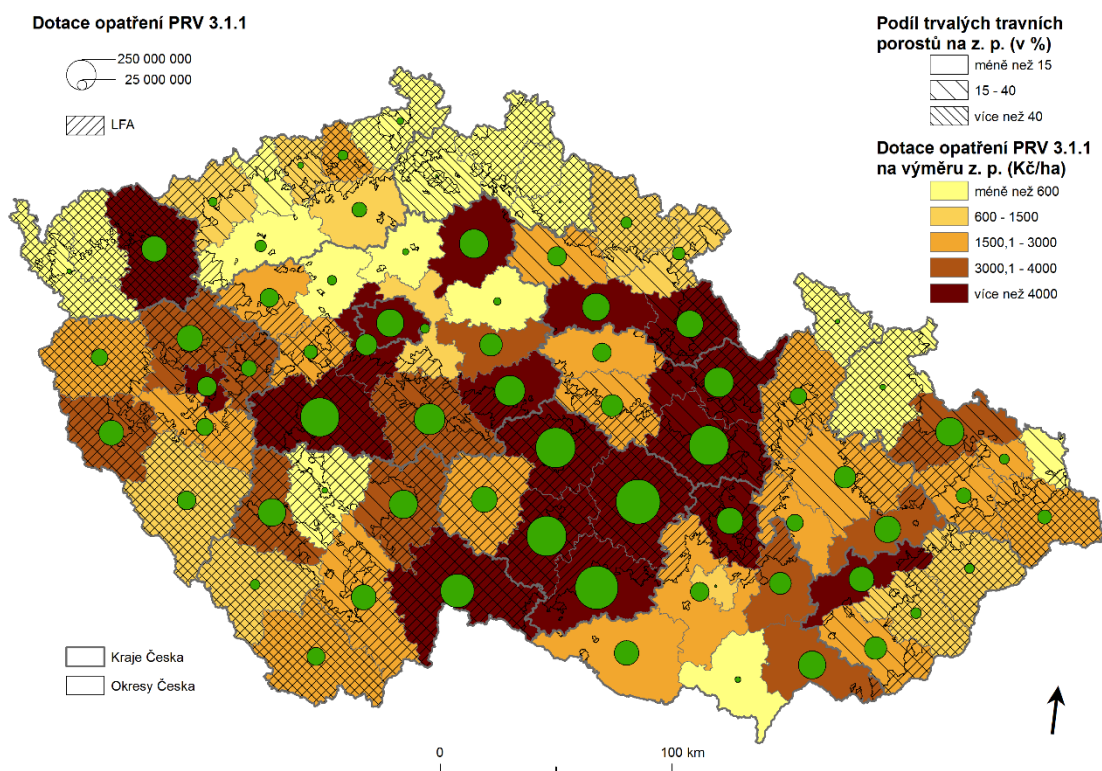 Dotace opatření PRV 3.1.1
250 000 000
25 000 000
LFA
Podíl trvalých travních
porostů na z. p. (v %)
méně než 15
15 - 40
více než 40
Dotace opatření PRV 3.1.1
na výměru z. p. (Kč/ha)
méně než 600
600 - 1500
1500,1 - 3000
3000,1 - 4000
více než 4000
Kraje Česka
Okresy Česka
0
100 km